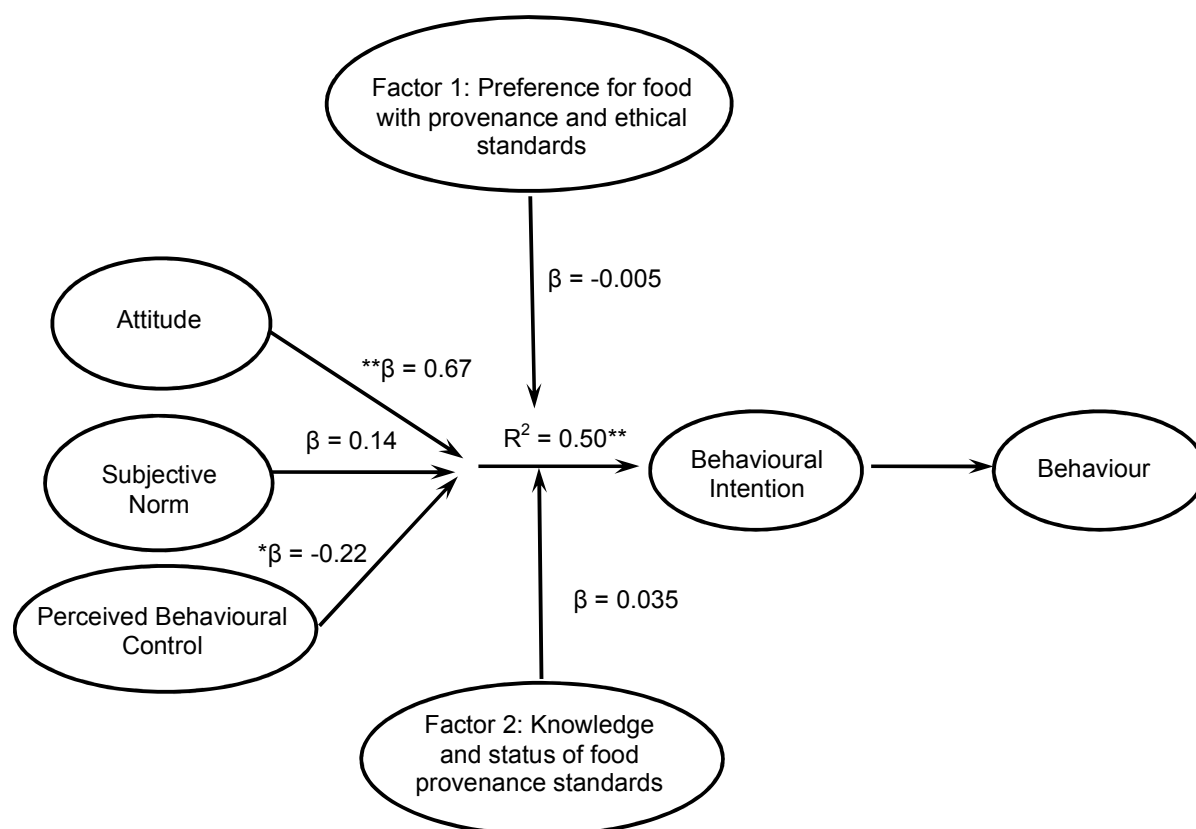 Factor 1: Preference for food
with provenance and ethical
standards
β = -0.005
Attitude
**β = 0.67
R² = 0.50**
β = 0.14
Subjective
Norm
Behavioural
Intention
Behaviour
*β = -0.22
β = 0.035
Perceived Behavioural
Control
Factor 2: Knowledge
and status of food
provenance standards